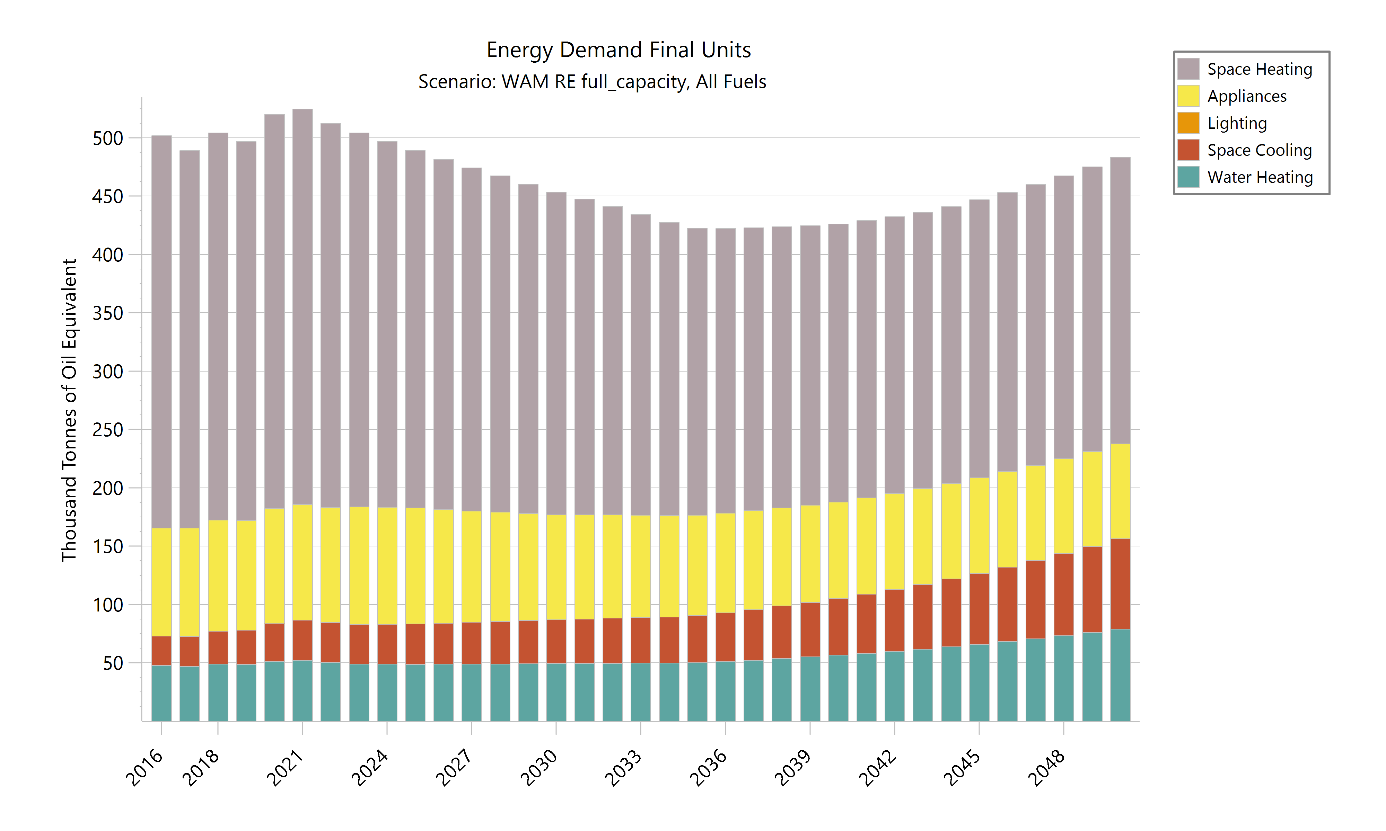 Energy Demand Final Units
Scenario: WAM RE full_capacity, All Fuels
Space Heating
Appliances
Lighting
Space Cooling
Water Heating
Thousand Tonnes of Oil Equivalent
500
450
400
350
300
250
200
150
100
50
2016
2018
2021
2024
2027
2030
2033
2036
2039
2042
2045
2048